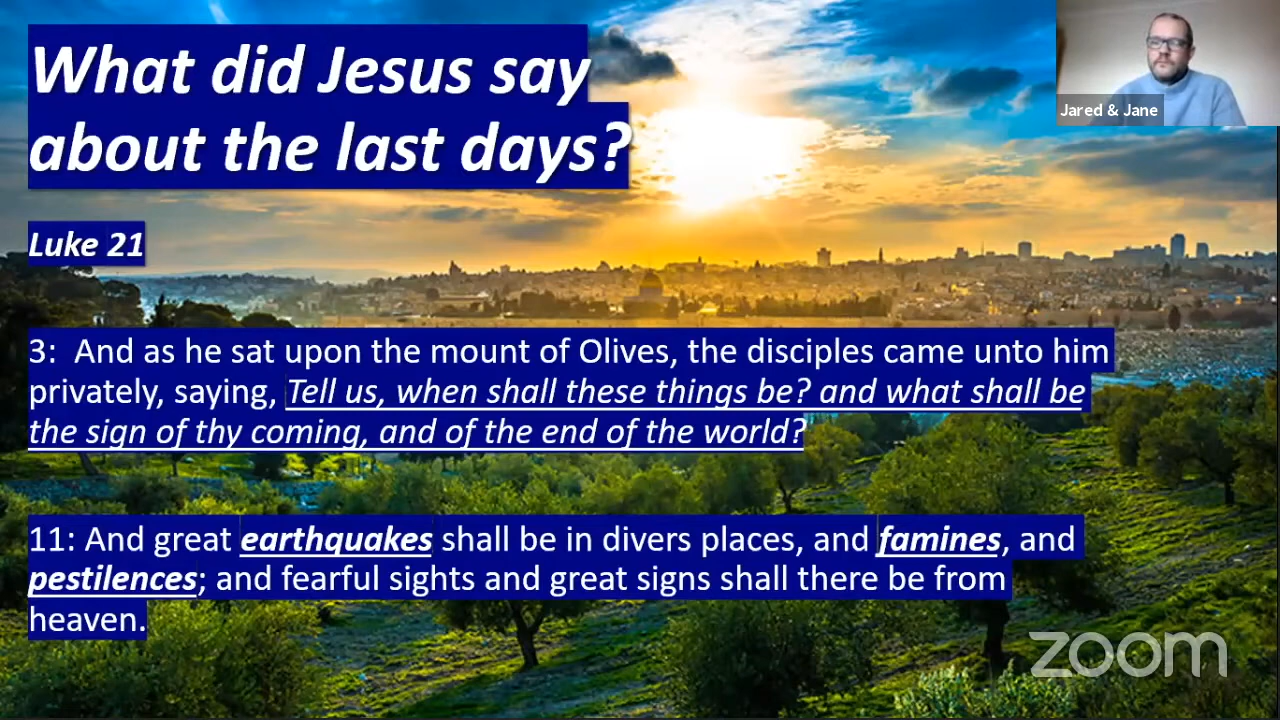 What did Jesus say
about the last days?
Jared & Jane
Luke 21
3: And as he sat upon the mount of Olives, the disciples came unto him
privately, saying, Tell us, when shall these things be? and what shall be
the sign of thy coming, and of the end of the world?
11: And great earthquakes shall be in divers places, and famines, and
pestilences; and fearful sights and great signs shall there be from
heaven.
zoom